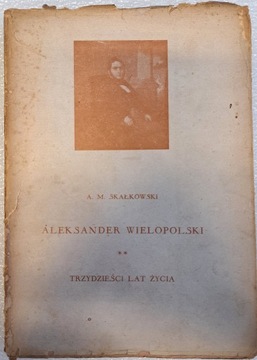 A. M. SKAŁKOWSKI
ALEKSANDER WIELOPOLSKI
**
TRZYDZIEŚCI LAT ŻYCIA